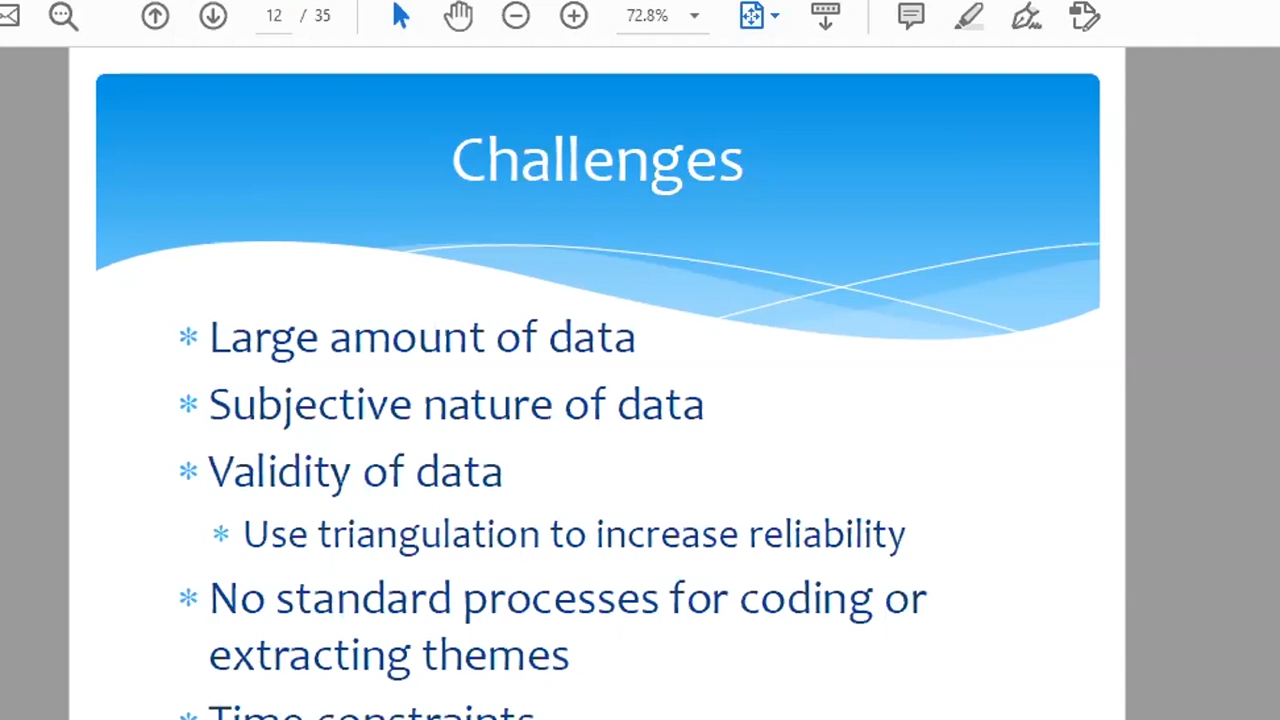 12 / 35 72.8%
Challenges
* Large amount of data
* Subjective nature of data
* Validity of data
* Use triangulation to increase reliability
* No standard processes for coding or
extracting themes
* Time constraints